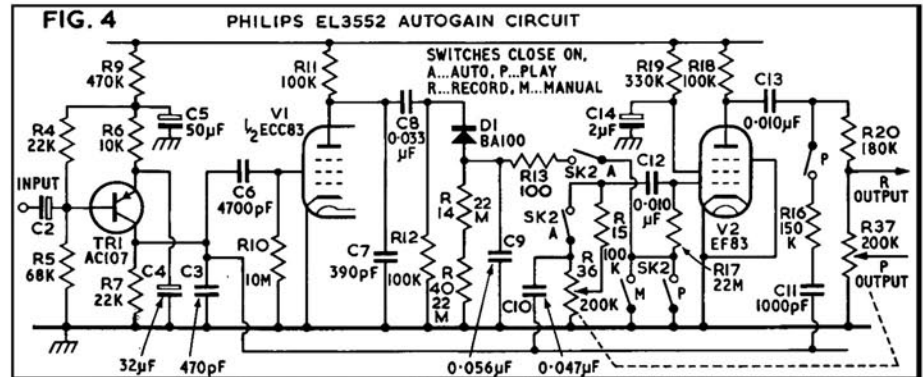 FIG. 4
PHILIPS EL3552 AUTOGAIN CIRCUIT
SWITCHES CLOSE ON,
A...AUTO, P...PLAY
R...RECORD, M...MANUAL
R9
470K
R4
22K
R6
10K
C5
50µF
INPUT
C2
TR1
AC107
R5
68K
R7
22K
C4
32µF
C3
470pF
C6
4700pF
R10
10M
V1
½ECC83
R11
100K
C7
390pF
C8
0·033
µF
R12
100K
D1
BA100
R
14
22
M
R
40
22
M
C9
0·056µF
R13
100
SK2
A
SK2
A
C10
0·047µF
R
15
100
K
R
36
200K
C12
0·010
µF
M
SK2
P
R17
22M
R19
330K
C14
2µF
R18
100K
V2
EF83
C13
0·010µF
P
R16
150
K
C11
1000pF
R20
180K
R
OUTPUT
R37
200K
P
OUTPUT